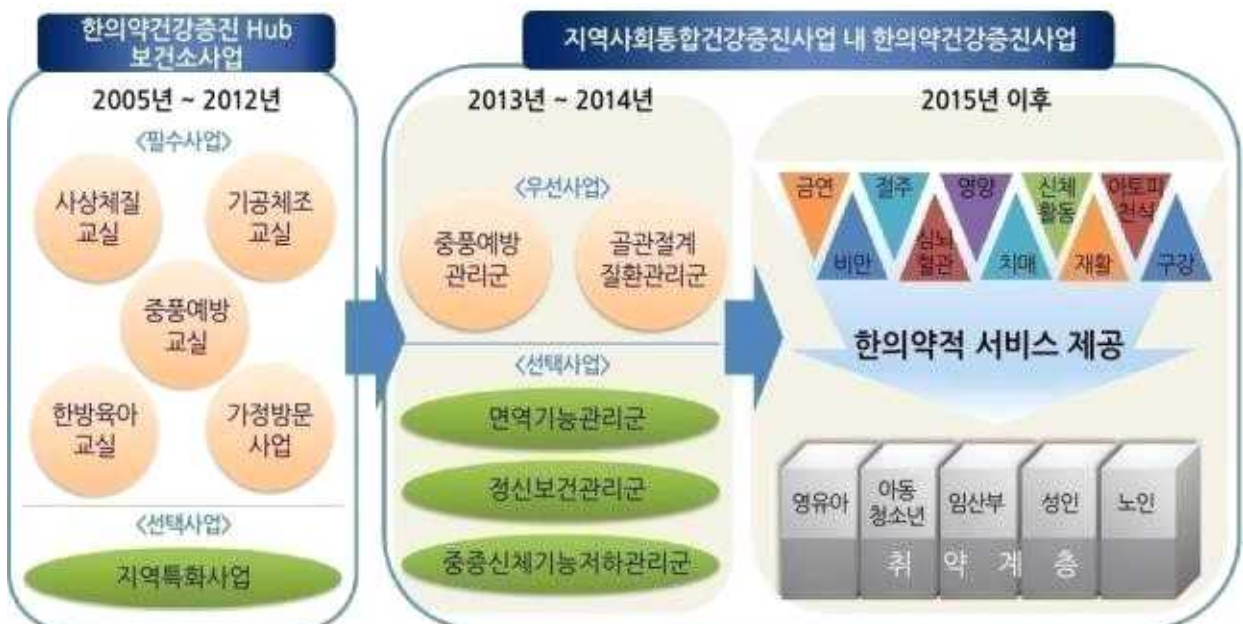 한의약건강증진 Hub
보건소사업
2005년 ~ 2012년
<필수사업>
사상체질
교실
기공체조
교실
중풍예방
교실
한방육아
교실
가정방문
사업
<선택사업>
지역특화사업
지역사회통합건강증진사업 내 한의약건강증진사업
2013년 ~ 2014년
<우선사업>
중풍예방
관리군
골관절계
질환관리군
<선택사업>
면역기능관리군
정신보건관리군
중증신체기능저하관리군
2015년 이후
금연
비만
절주
심뇌
혈관
영양
치매
신체
활동
재활
아토피
천식
구강
한의약적 서비스 제공
영유아
아동
청소년
임산부
성인
노인
취 약 계 층